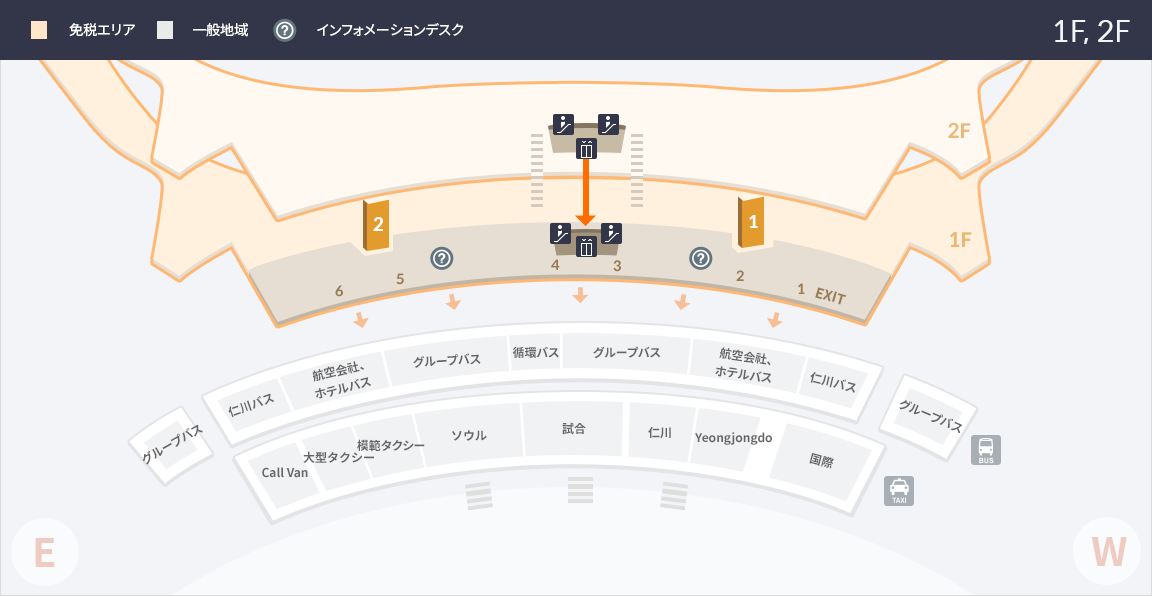 免税エリア
一般地域
?
インフォメーションデスク
1F, 2F
2F
2
1
1F
?
?
6
5
4
3
2
1
EXIT
グループバス
仁川バス
航空会社、
ホテルバス
グループバス
循環バス
グループバス
航空会社、
ホテルバス
仁川バス
グループバス
BUS
Call Van
大型タクシー
模範タクシー
ソウル
試合
仁川
Yeongjongdo
国際
TAXI
E
W